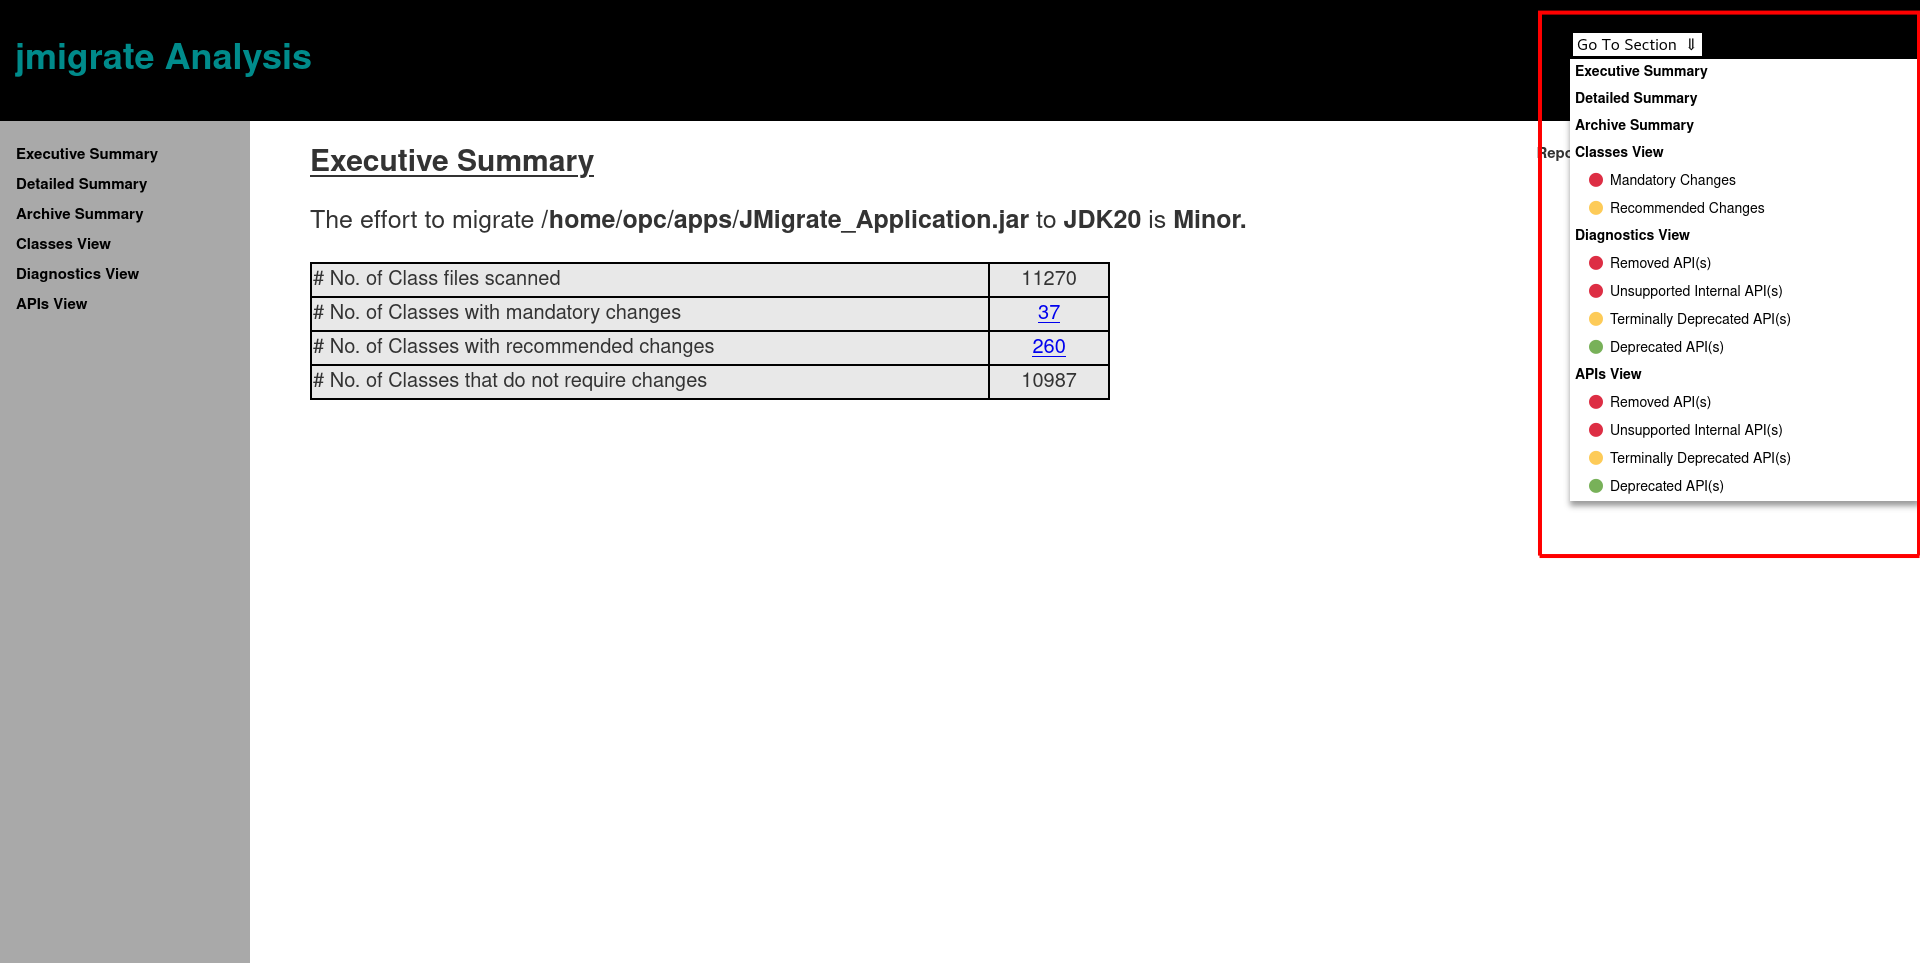 jmigrate Analysis
Go To Section ⇓
Executive Summary
Detailed Summary
Archive Summary
Classes View
Mandatory Changes
Recommended Changes
Diagnostics View
Removed API(s)
Unsupported Internal API(s)
Terminally Deprecated API(s)
Deprecated API(s)
APIs View
Removed API(s)
Unsupported Internal API(s)
Terminally Deprecated API(s)
Deprecated API(s)
Executive Summary
Detailed Summary
Archive Summary
Classes View
Diagnostics View
APIs View
Executive Summary
The effort to migrate /home/opc/apps/JMigrate_Application.jar to JDK20 is Minor.
# No. of Class files scanned 11270
# No. of Classes with mandatory changes 37
# No. of Classes with recommended changes 260
# No. of Classes that do not require changes 10987